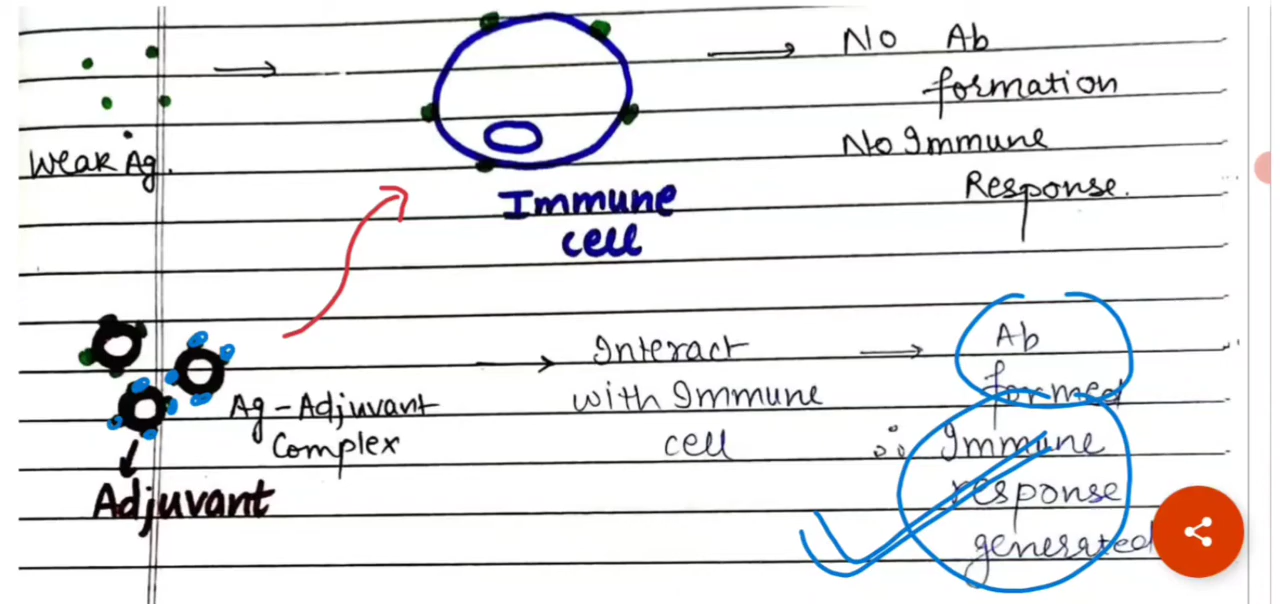 Weak Ag.
Immune
cell
No Ab
formation
No Immune
Response.
Ag-Adjuvant
Complex
Adjuvant
Interact
with Immune
cell
Ab
formed
∴ Immune
response
generated